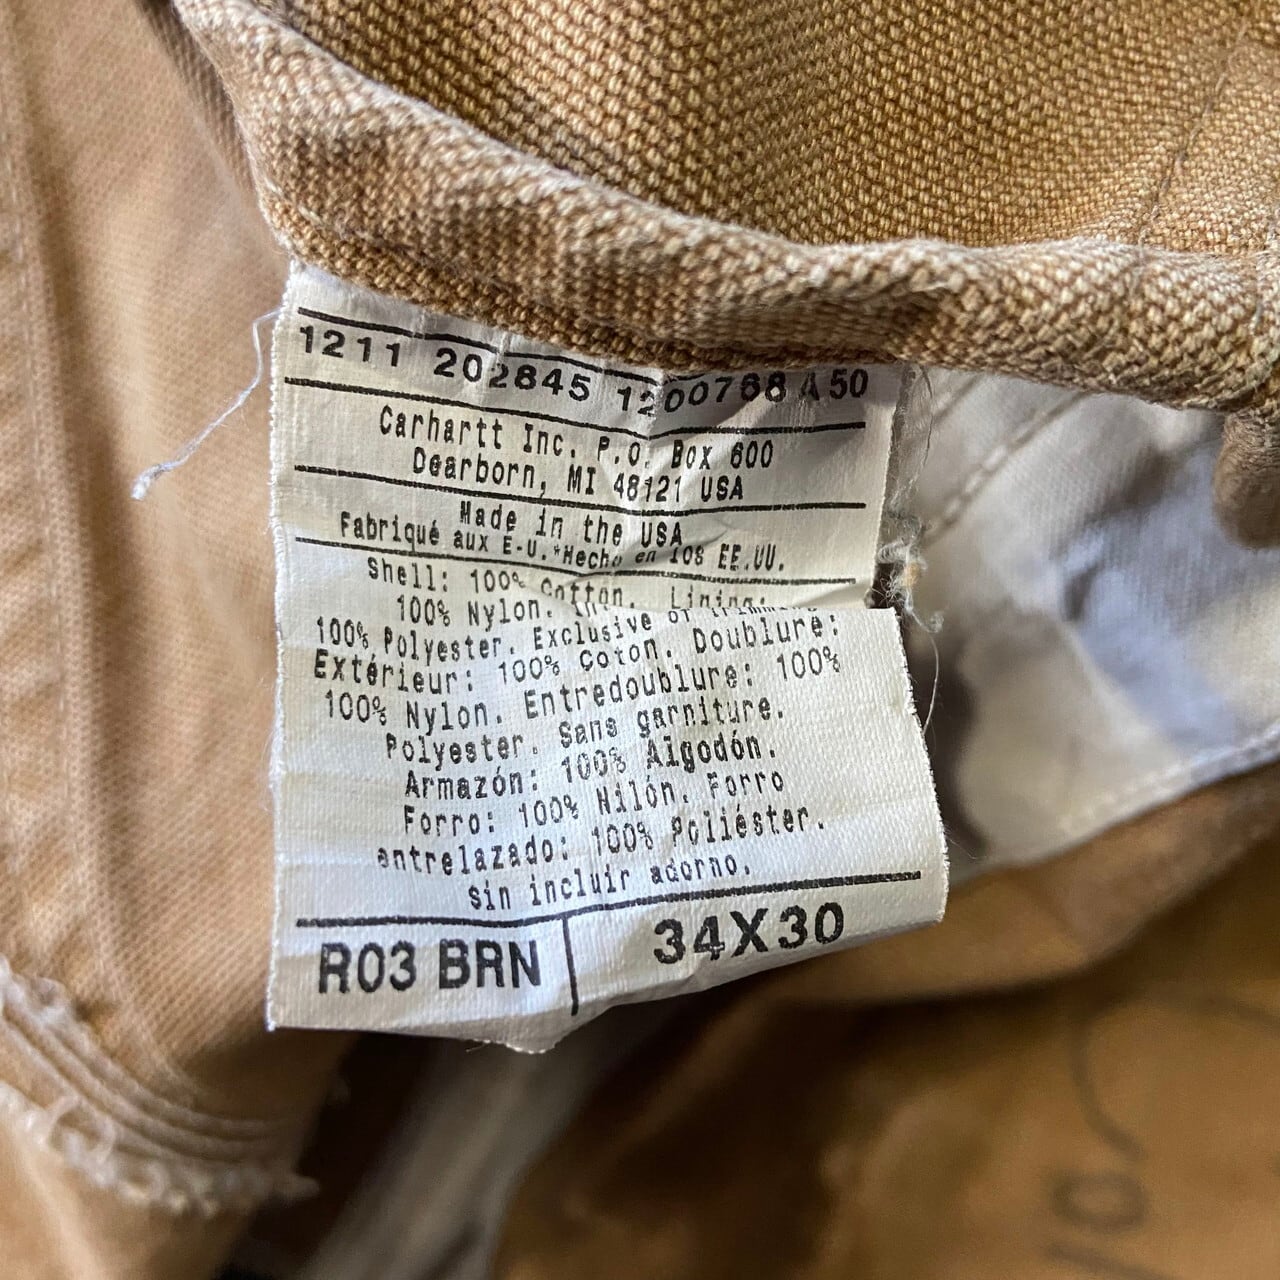 1211 202845 1200768 A 50
Carhartt Inc. P.O. Box 600
Dearborn, MI 48121 USA
Made in the USA
Fabriqué aux E-U.*Hecho en los EE.UU.
Shell: 100% Cotton. Lining:
100% Nylon.
100% Polyester. Exclusive of
Extérieur: 100% Coton. Doublure:
100% Nylon. Entredoublure: 100%
Polyester. Sans garniture.
Armazón: 100% Algodón.
Forro: 100% Nilón. Forro
entrelazado: 100% Poliéster.
sin incluir adorno.
R03 BRN 34X30